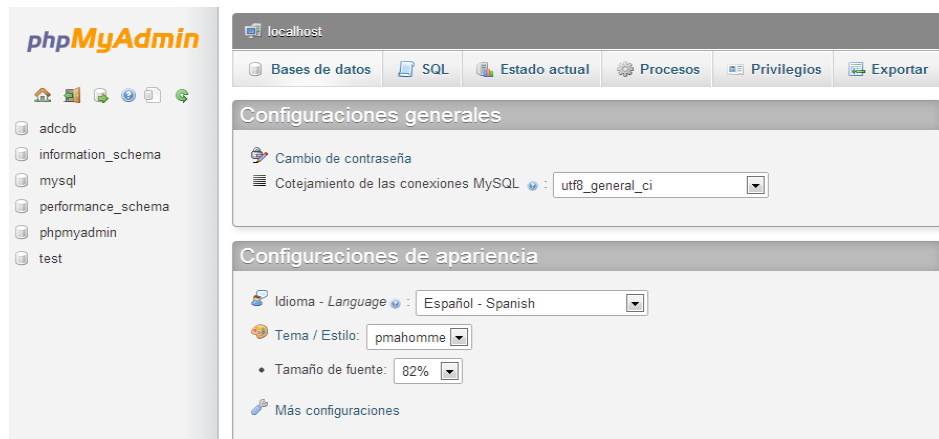 phpMyAdmin
adcdb
information_schema
mysql
performance_schema
phpmyadmin
test
localhost
Bases de datos SQL Estado actual Procesos Privilegios Exportar
Configuraciones generales
Cambio de contraseña
Cotejamiento de las conexiones MySQL : utf8_general_ci
Configuraciones de apariencia
Idioma - Language : Español - Spanish
Tema / Estilo: pmahomme
Tamaño de fuente: 82%
Más configuraciones